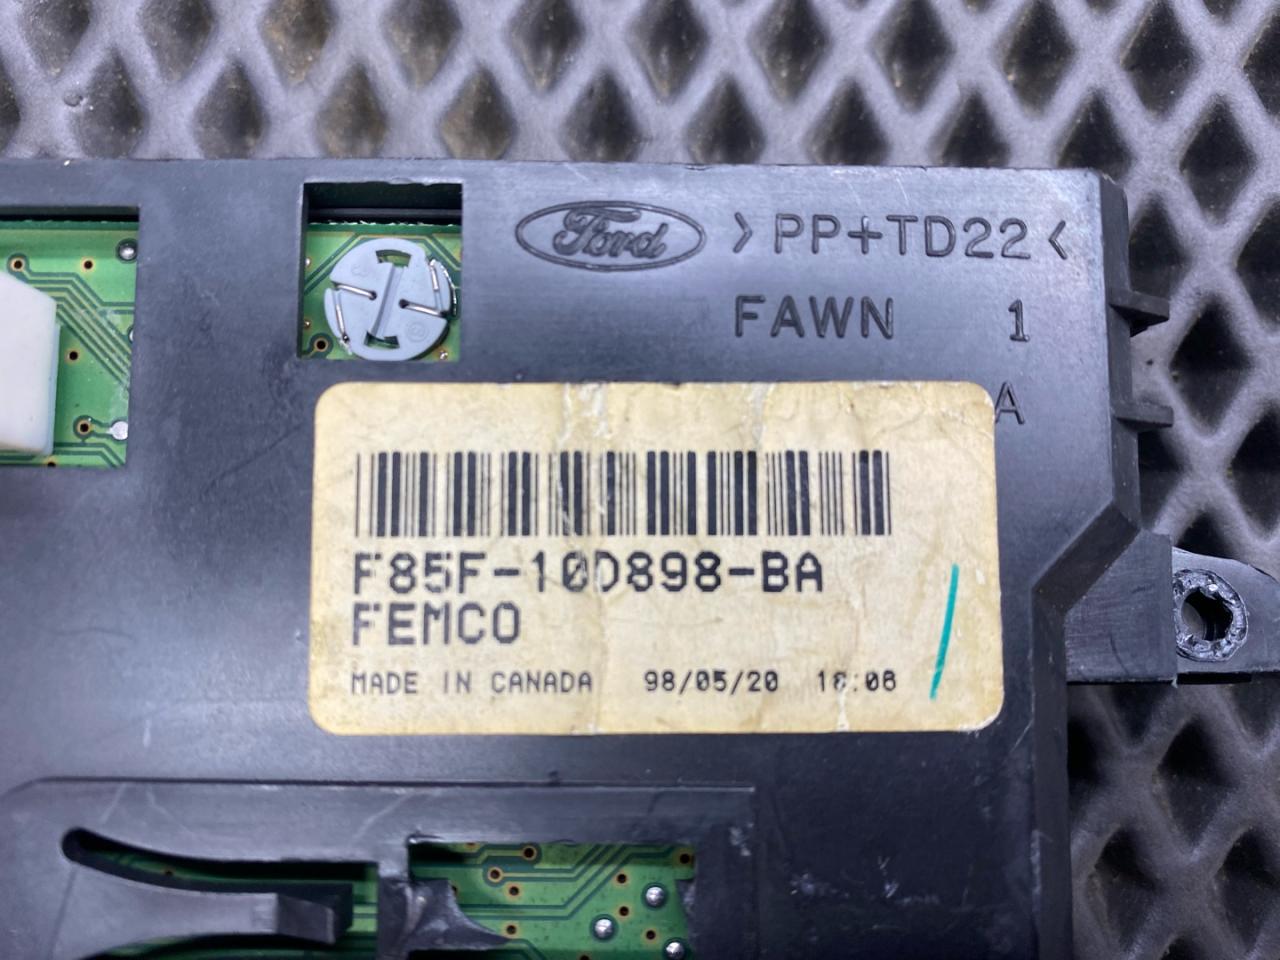 Ford >PP+TD22<
FAWN 1
A
F85F-10D898-BA
FEMCO
MADE IN CANADA 98/05/20